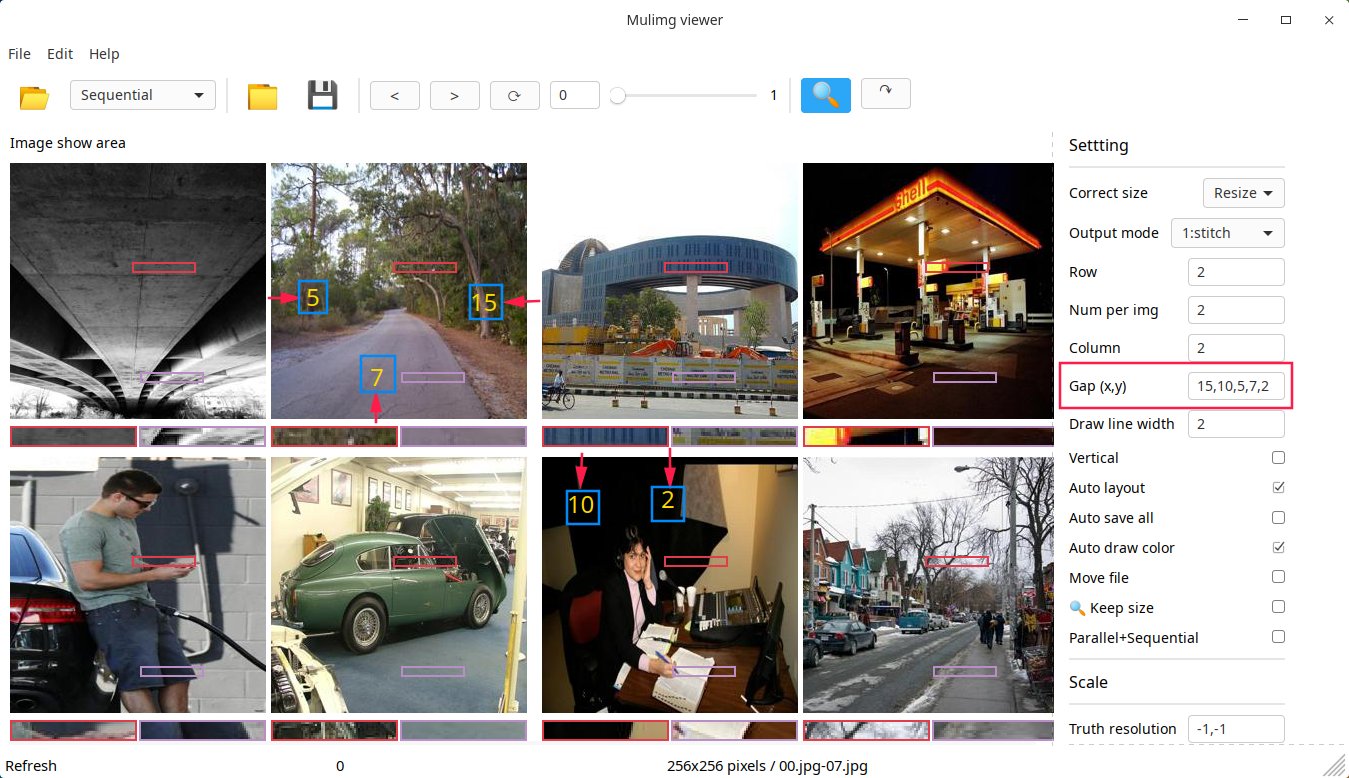 Mulimg viewer
File Edit Help
Sequential
<
>
⟳
0
1
↷
Image show area
Shell
5
15
7
10
2
Settting
Correct size Resize
Output mode 1:stitch
Row 2
Num per img 2
Column 2
Gap (x,y) 15,10,5,7,2
Draw line width 2
Vertical
Auto layout
Auto save all
Auto draw color
Move file
🔍 Keep size
Parallel+Sequential
Scale
Truth resolution -1,-1
Refresh 0 256x256 pixels / 00.jpg-07.jpg